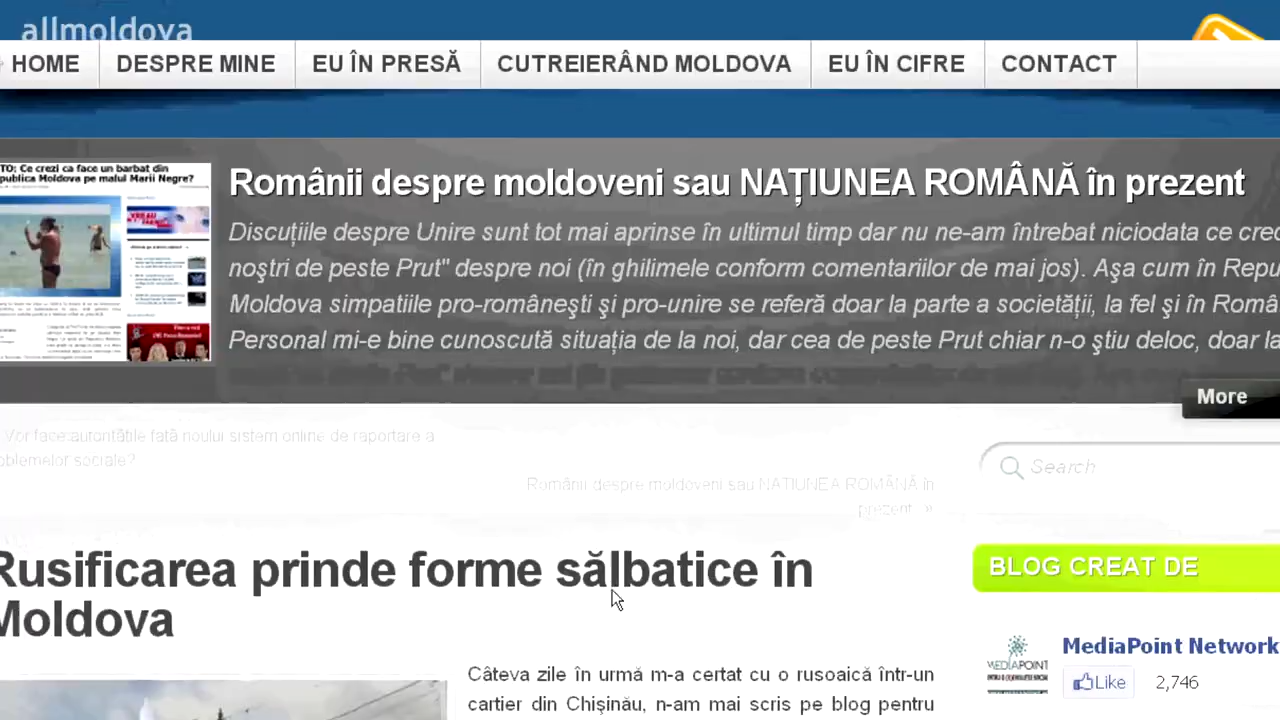 allmoldova
HOME DESPRE MINE EU ÎN PRESĂ CUTREIERÂND MOLDOVA EU ÎN CIFRE CONTACT
TO: Ce crezi ca face un barbat din
publica Moldova pe malul Marii Negre?
Românii despre moldoveni sau NAȚIUNEA ROMÂNĂ în prezent
Discuțiile despre Unire sunt tot mai aprinse în ultimul timp dar nu ne-am întrebat niciodata ce cred
noștri de peste Prut" despre noi (în ghilimele conform comentariilor de mai jos). Aşa cum în Repu
Moldova simpatiile pro-românești şi pro-unire se referă doar la parte a societății, la fel şi în Româ
Personal mi-e bine cunoscută situația de la noi, dar cea de peste Prut chiar n-o ştiu deloc, doar la
More
Vor face autoritățile față noului sistem online de raportare a
oblemelor sociale?
Românii despre moldoveni sau NAȚIUNEA ROMÂNĂ în
prezent »
Search
Rusificarea prinde forme sălbatice în
Moldova
BLOG CREAT DE
MEDIAPOINT
MediaPoint Network
Like 2,746
Câteva zile în urmă m-a certat cu o rusoaică într-un
cartier din Chişinău, n-am mai scris pe blog pentru